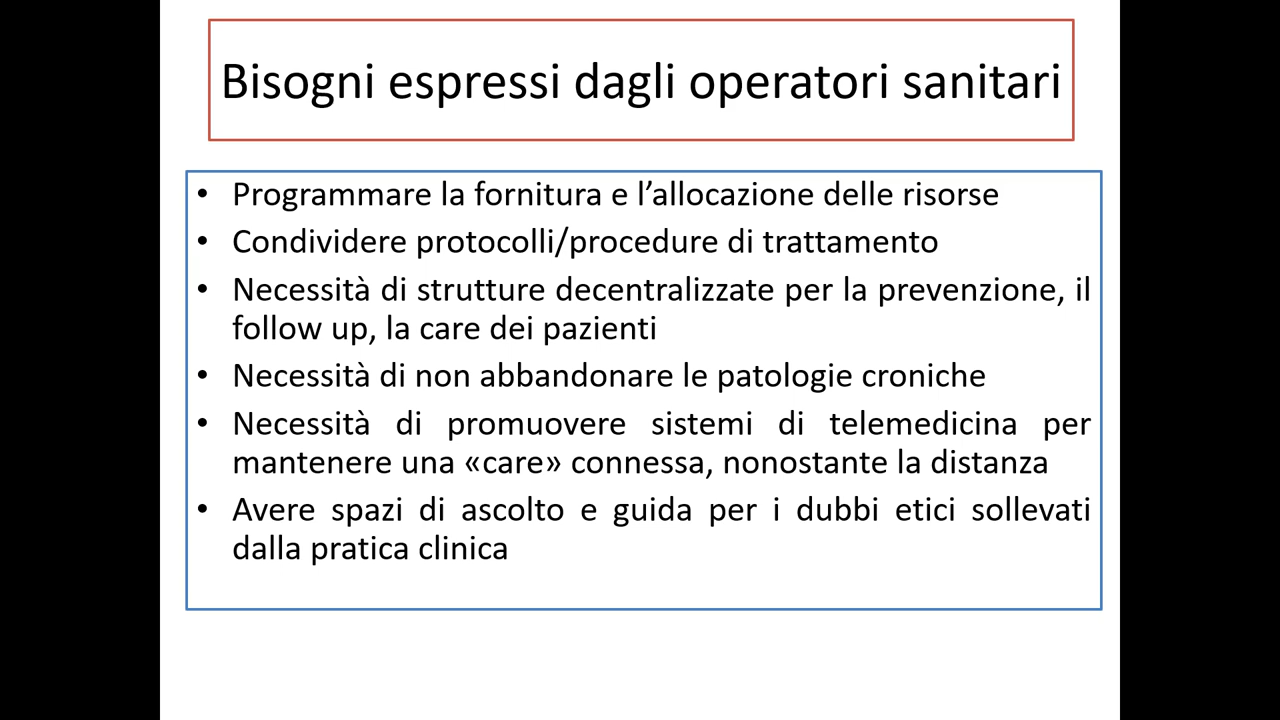 Bisogni espressi dagli operatori sanitari
• Programmare la fornitura e l’allocazione delle risorse
• Condividere protocolli/procedure di trattamento
• Necessità di strutture decentralizzate per la prevenzione, il
follow up, la care dei pazienti
• Necessità di non abbandonare le patologie croniche
• Necessità di promuovere sistemi di telemedicina per
mantenere una «care» connessa, nonostante la distanza
• Avere spazi di ascolto e guida per i dubbi etici sollevati
dalla pratica clinica